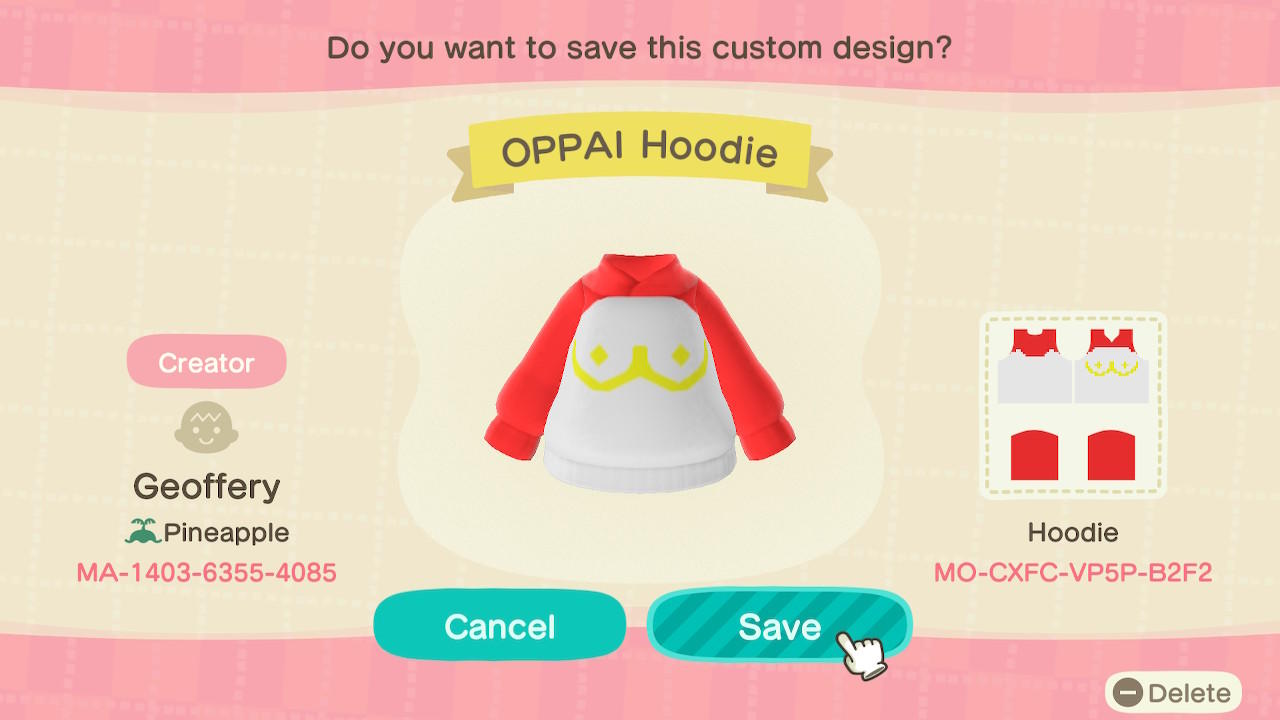 Do you want to save this custom design?
OPPAI Hoodie
Creator
Geoffery
Pineapple
MA-1403-6355-4085
Hoodie
MO-CXFC-VP5P-B2F2
Cancel
Save
Delete